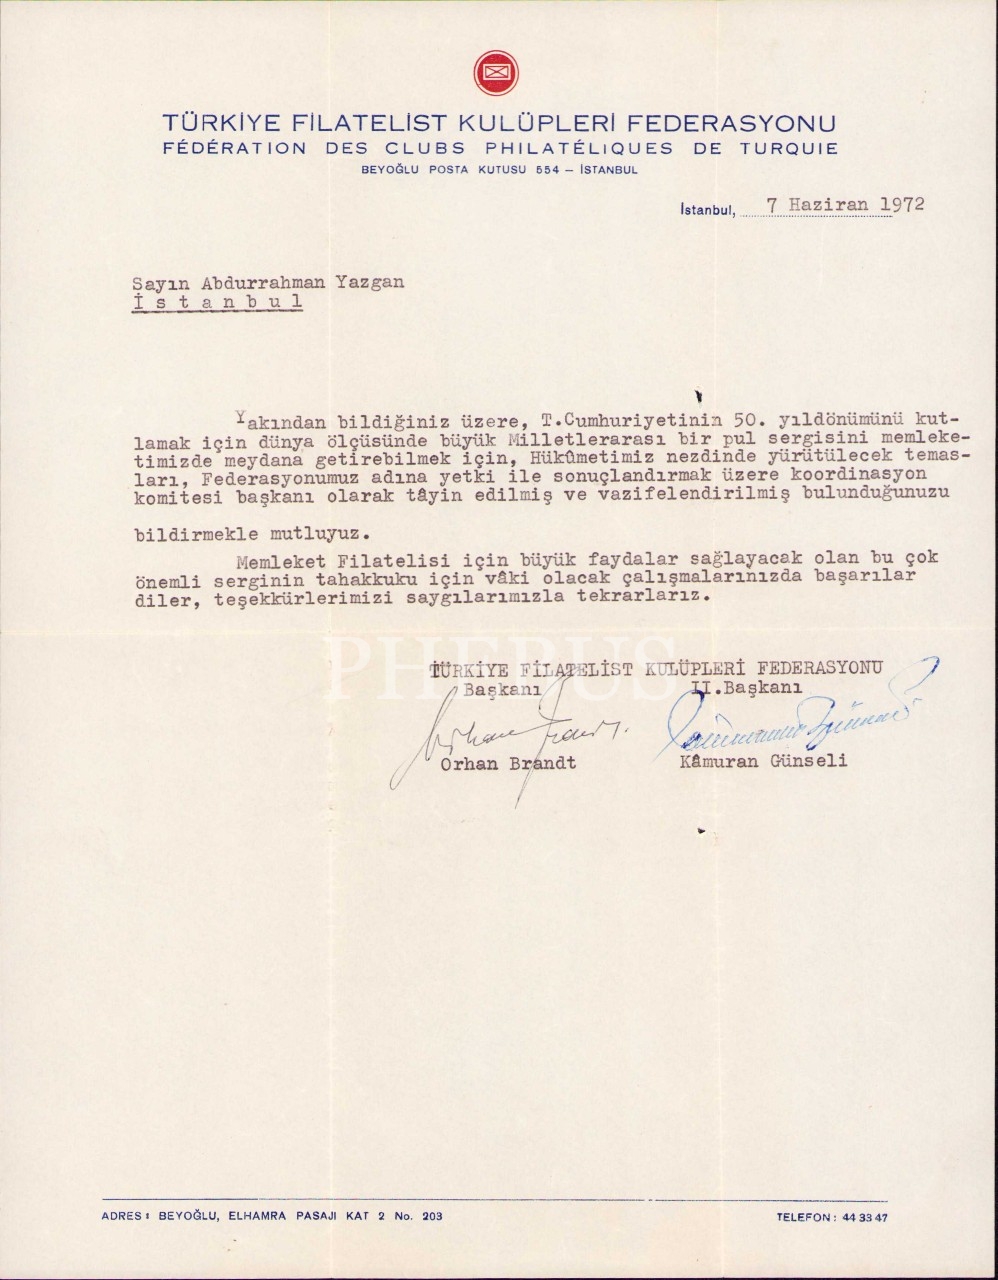 TÜRKİYE FİLATELİST KULÜPLERİ FEDERASYONU
FÉDÉRATION DES CLUBS PHILATÉLIQUES DE TURQUIE
BEYOĞLU POSTA KUTUSU 554 – İSTANBUL
İstanbul, 7 Haziran 1972
Sayın Abdurrahman Yazgan
İ s t a n b u l
Yakından bildiğiniz üzere, T.Cumhuriyetinin 50. yıldönümünü kut-
lamak için dünya ölçüsünde büyük Milletlerarası bir pul sergisini memleke-
timizde meydana getirebilmek için, Hükûmetimiz nezdinde yürütülecek temas-
ları, Federasyonumuz adına yetki ile sonuçlandırmak üzere koordinasyon
komitesi başkanı olarak tâyin edilmiş ve vazifelendirilmiş bulunduğunuzu
bildirmekle mutluyuz.
Memleket Filatelisi için büyük faydalar sağlayacak olan bu çok
önemli serginin tahakkuku için vâki olacak çalışmalarınızda başarılar
diler, teşekkürlerimizi saygılarımızla tekrarlarız.
PHEBUS
TÜRKİYE FİLATELİST KULÜPLERİ FEDERASYONU
Başkanı II.Başkanı
Orhan Brandt Kâmuran Günseli
ADRES : BEYOĞLU, ELHAMRA PASAJI KAT 2 No. 203 TELEFON : 44 33 47